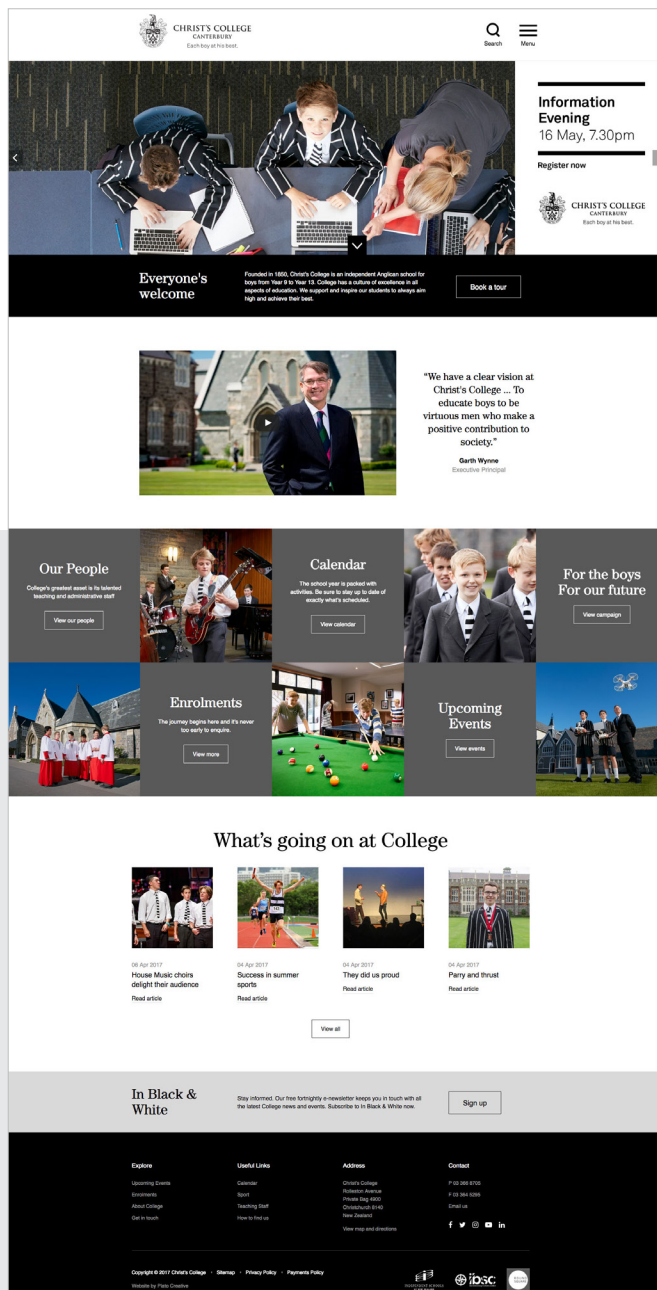 CHRIST'S COLLEGE
CANTERBURY
Each boy at his best.
Search
Menu
Information
Evening
16 May, 7.30pm
Register now
CHRIST'S COLLEGE
CANTERBURY
Each boy at his best.
Everyone's
welcome
Founded in 1850, Christ's College is an independent Anglican school for
boys from Year 9 to Year 13. College has a culture of excellence in all
aspects of education. We support and inspire our students to always aim
high and achieve their best.
Book a tour
“We have a clear vision at
Christ's College ... To
educate boys to be
virtuous men who make a
positive contribution to
society.”
Garth Wynne
Executive Principal
Our People
College's greatest asset is its talented
teaching and administrative staff
View our people
Calendar
The school year is packed with
activities. Be sure to stay up to date of
exactly what's scheduled.
View calendar
For the boys
For our future
View campaign
Enrolments
The journey begins here and it's never
too early to enquire.
View more
Upcoming
Events
View events
What's going on at College
06 Apr 2017
House Music choirs
delight their audience
Read article
04 Apr 2017
Success in summer
sports
Read article
04 Apr 2017
They did us proud
Read article
04 Apr 2017
Parry and thrust
Read article
View all
In Black &
White
Stay informed. Our free fortnightly e-newsletter keeps you in touch with all
the latest College news and events. Subscribe to In Black & White now.
Sign up
Explore
Upcoming Events
Enrolments
About College
Get in touch
Useful Links
Calendar
Sport
Teaching Staff
How to find us
Address
Christ's College
Rolleston Avenue
Private Bag 4900
Christchurch 8140
New Zealand
View map and directions
Contact
P 03 366 8705
F 03 364 5295
Email us
Copyright © 2017 Christ's College · Sitemap · Privacy Policy · Payments Policy
Website by Plato Creative
INDEPENDENT SCHOOLS
ibsc